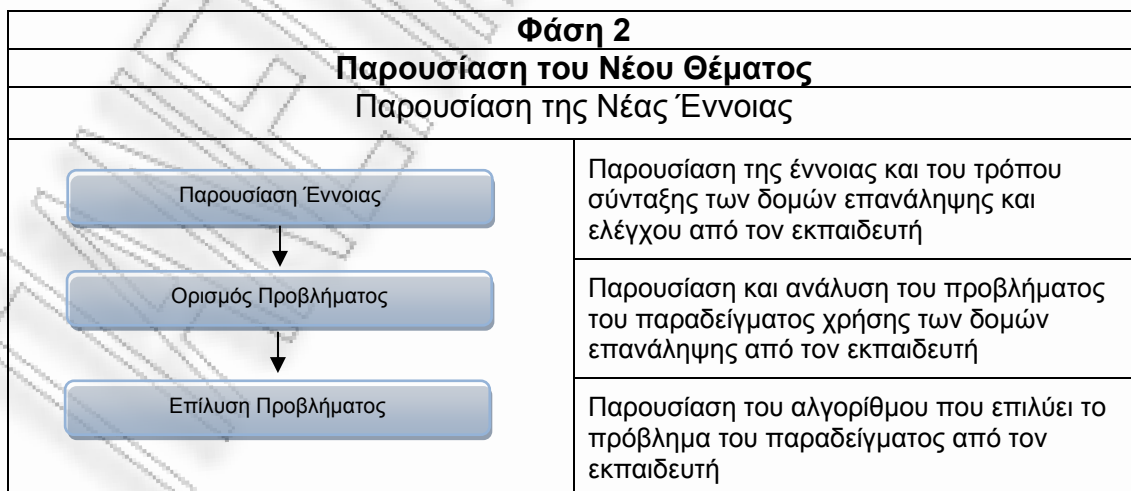 Φάση 2
Παρουσίαση του Νέου Θέματος
Παρουσίαση της Νέας Έννοιας
Παρουσίαση Έννοιας
Παρουσίαση της έννοιας και του τρόπου
σύνταξης των δομών επανάληψης και
ελέγχου από τον εκπαιδευτή
Ορισμός Προβλήματος
Παρουσίαση και ανάλυση του προβλήματος
του παραδείγματος χρήσης των δομών
επανάληψης από τον εκπαιδευτή
Επίλυση Προβλήματος
Παρουσίαση του αλγορίθμου που επιλύει το
πρόβλημα του παραδείγματος από τον
εκπαιδευτή